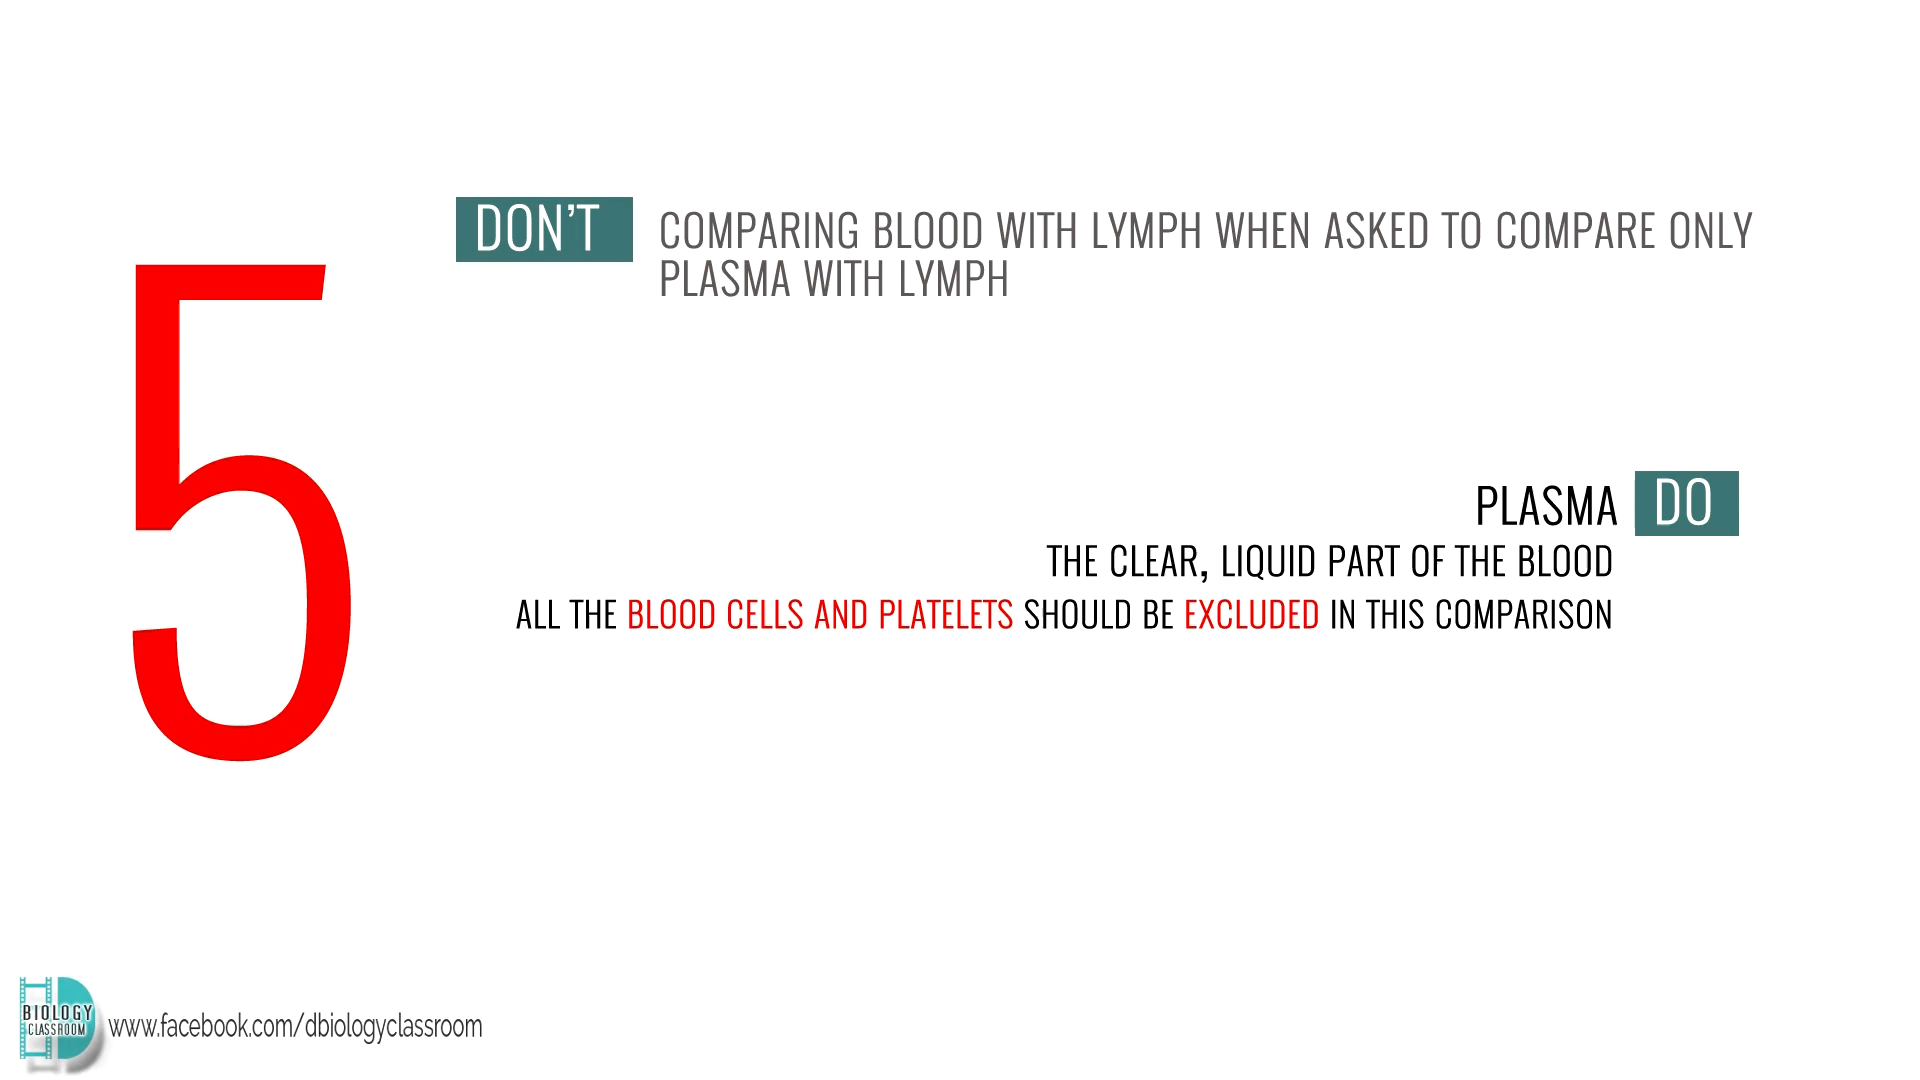 5
DON'T
COMPARING BLOOD WITH LYMPH WHEN ASKED TO COMPARE ONLY
PLASMA WITH LYMPH
PLASMA DO
THE CLEAR, LIQUID PART OF THE BLOOD
ALL THE BLOOD CELLS AND PLATELETS SHOULD BE EXCLUDED IN THIS COMPARISON
BIOLOGY
CLASSROOM
www.facebook.com/dbiologyclassroom